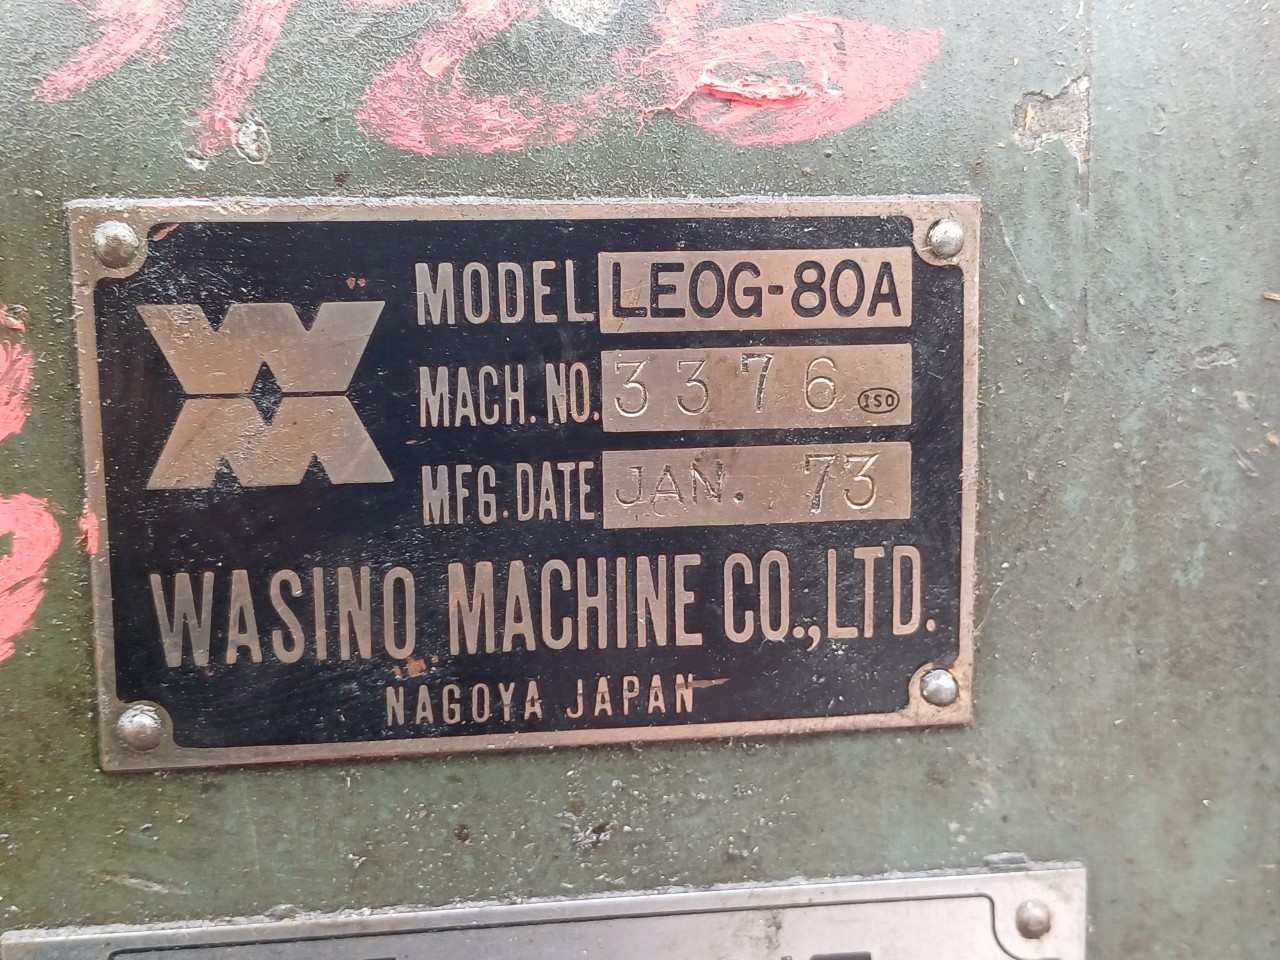 MODEL LEOG-80A
MACH. NO. 3376 ISO
MFG. DATE JAN. 73
WASINO MACHINE CO.,LTD.
NAGOYA JAPAN